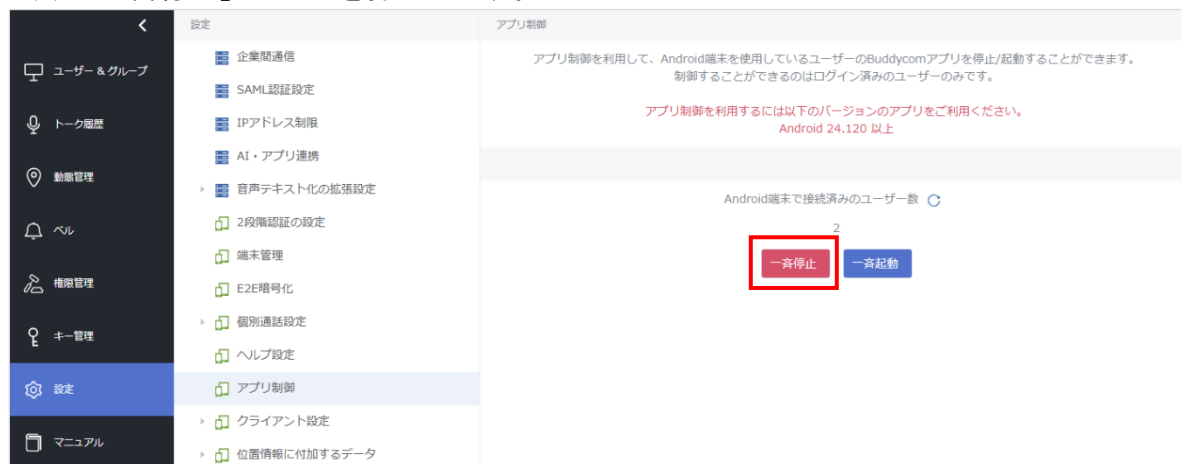 設定
アプリ制御
ユーザー & グループ
トーク履歴
動態管理
ベル
権限管理
キー管理
設定
マニュアル
企業間通信
SAML認証設定
IPアドレス制限
AI・アプリ連携
音声テキスト化の拡張設定
2段階認証の設定
端末管理
E2E暗号化
個別通話設定
ヘルプ設定
アプリ制御
クライアント設定
位置情報に付加するデータ
アプリ制御を利用して、Android端末を使用しているユーザーのBuddycomアプリを停止/起動することができます。
制御することができるのはログイン済みのユーザーのみです。
アプリ制御を利用するには以下のバージョンのアプリをご利用ください。
Android 24.120 以上
Android端末で接続済みのユーザー数
2
一斉停止
一斉起動